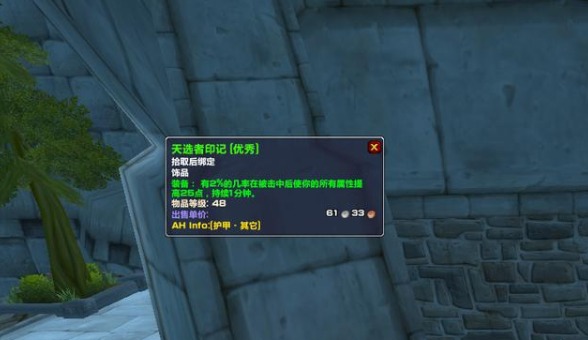 天选者印记 [优秀]
拾取后绑定
饰品
装备： 有2%的几率在被击中后使你的所有属性提
高25点，持续1分钟。
物品等级: 48
出售单价: 61 33
AH Info:[护甲 · 其它]